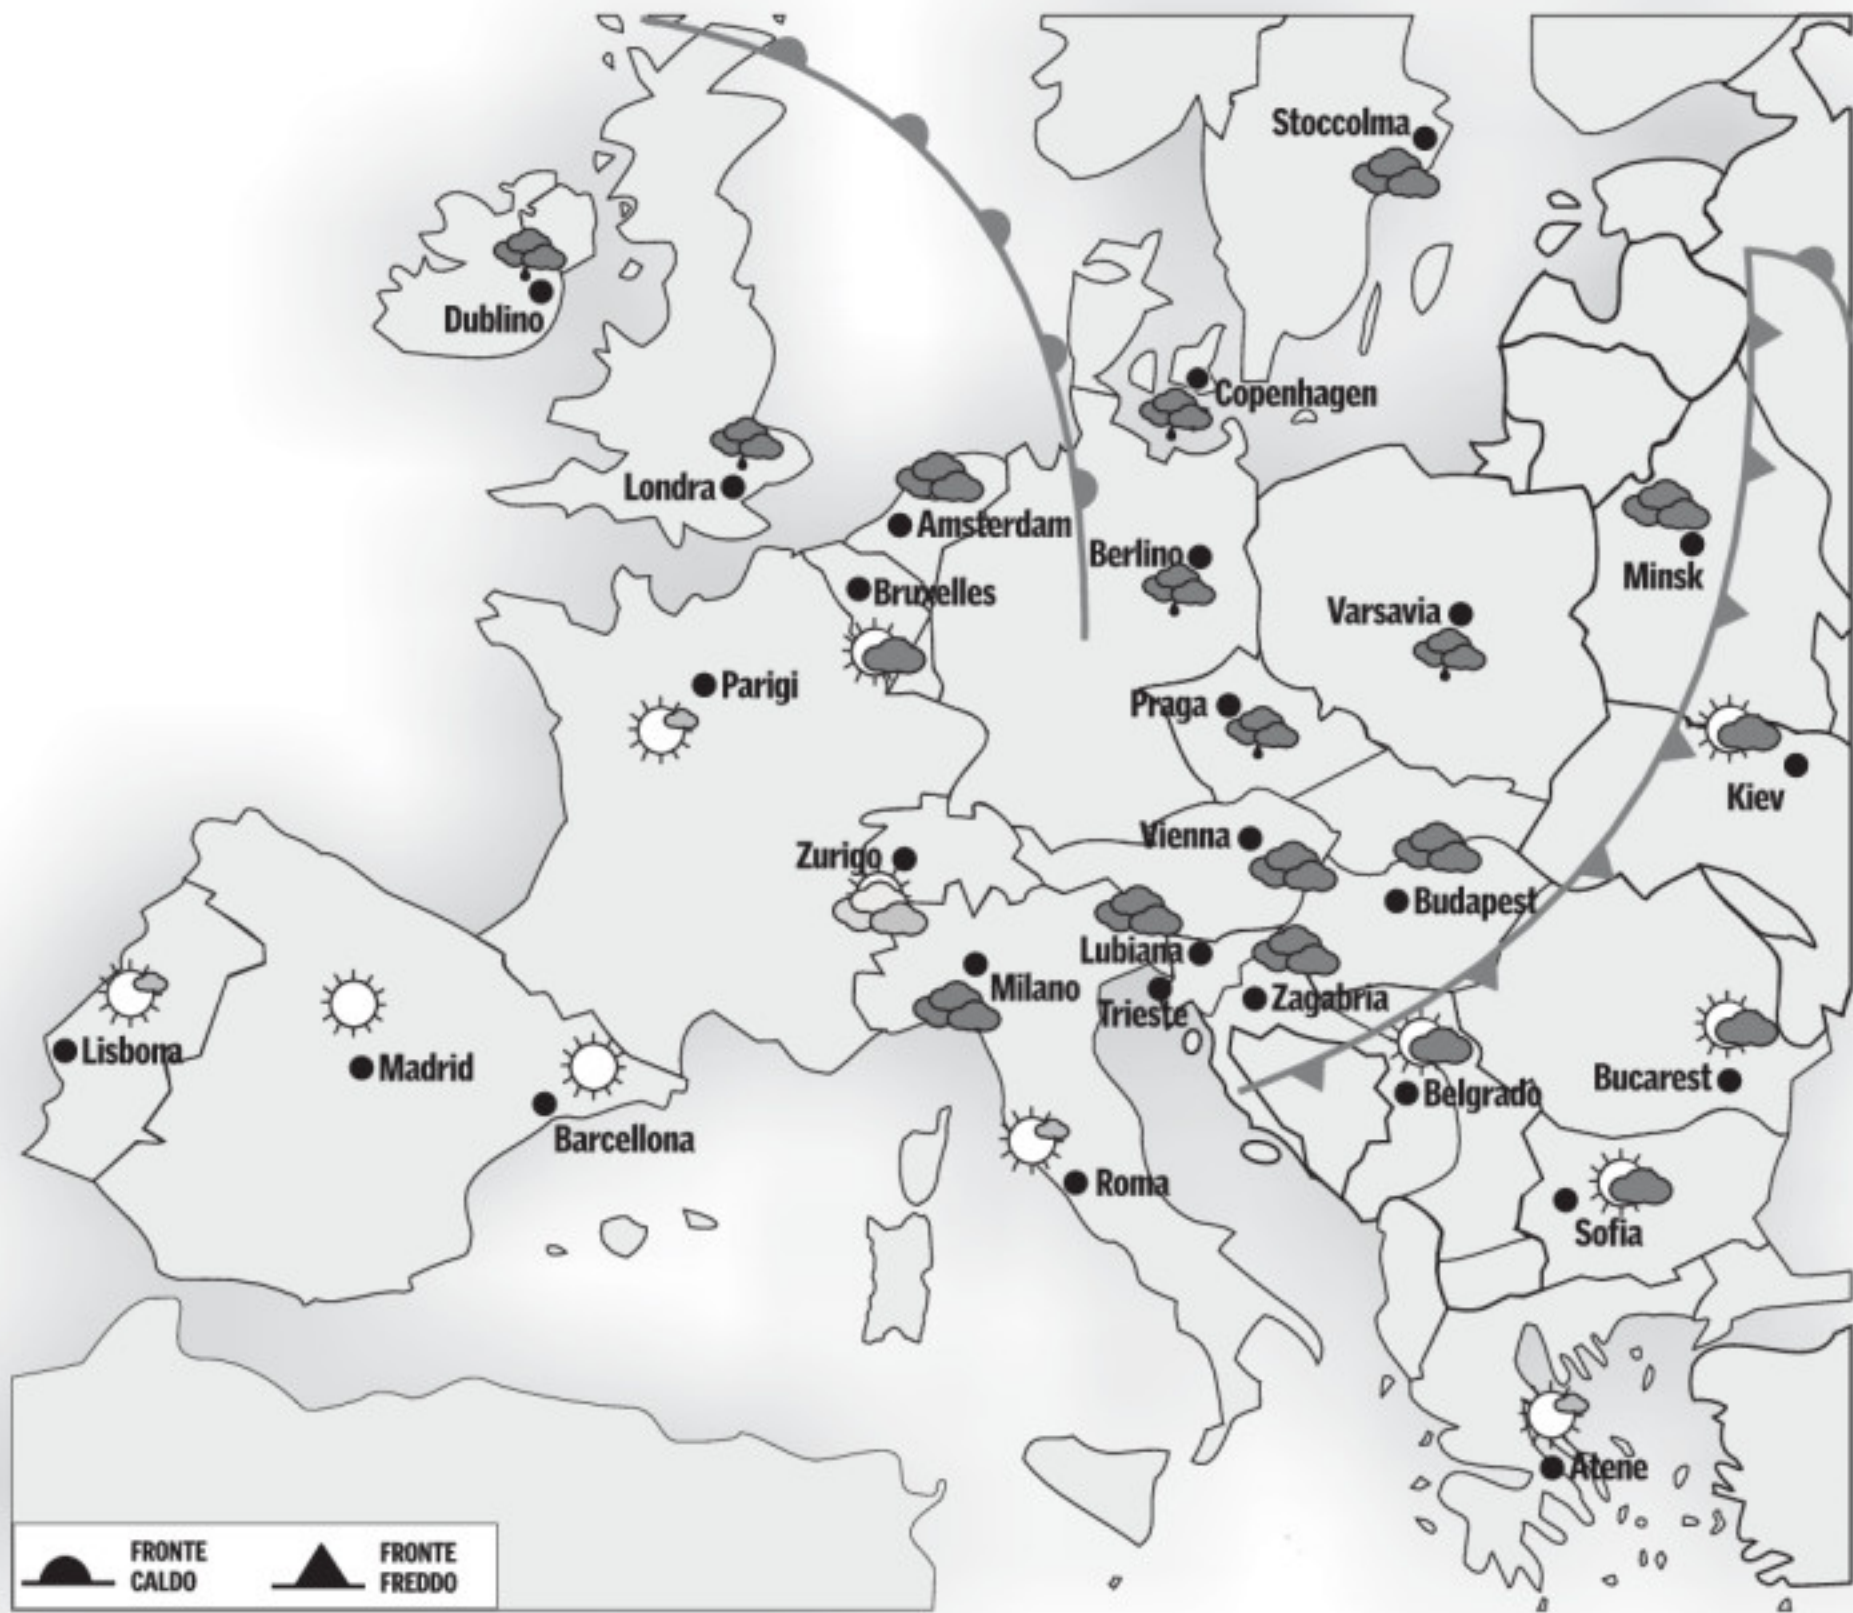 Stoccolma
Dublino
Copenhagen
Londra
Amsterdam
Berlino
Minsk
Bruxelles
Varsavia
Parigi
Praga
Kiev
Vienna
Zurigo
Budapest
Lubiana
Milano
Zagabria
Trieste
Lisbona
Madrid
Belgrado
Bucarest
Barcellona
Roma
Sofia
Atene
FRONTE
CALDO
FRONTE
FREDDO